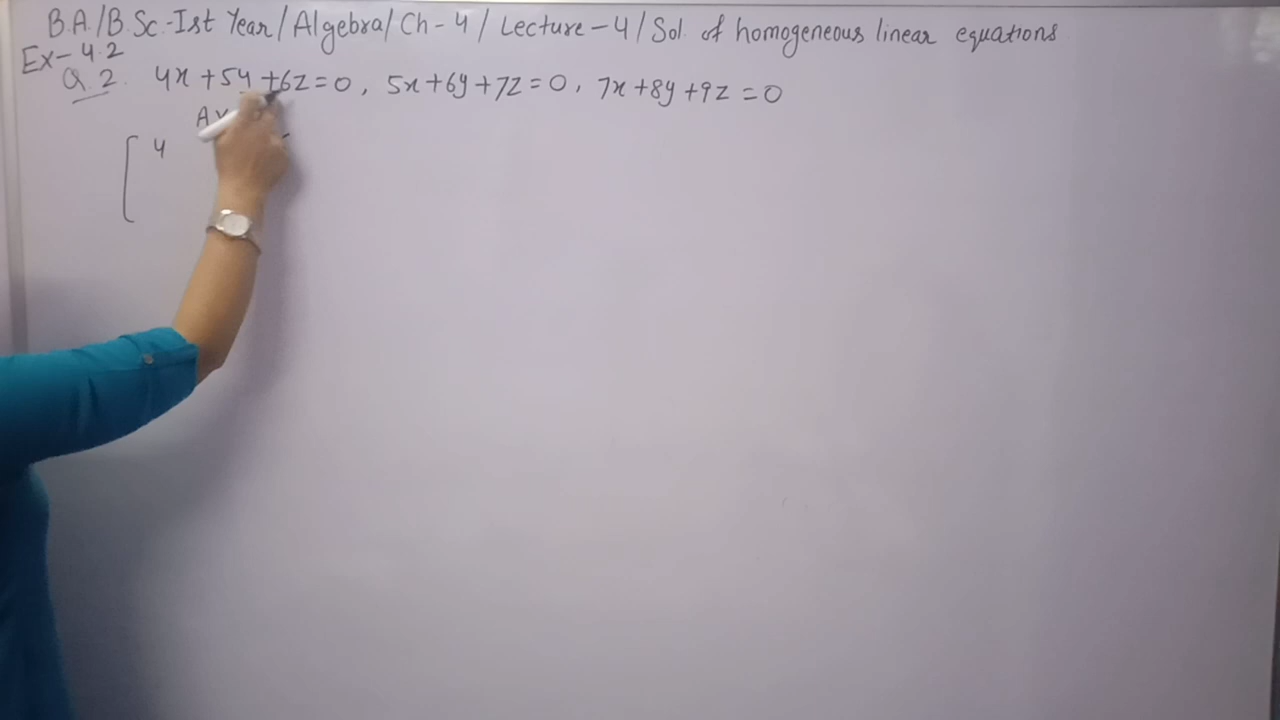 B.A./B.Sc.-Ist Year/Algebra/Ch-4/Lecture-4/Sol. of homogeneous linear equations
Ex-4.2
Q.2. 4x+5y+6z=0, 5x+6y+7z=0, 7x+8y+9z=0
[ 4